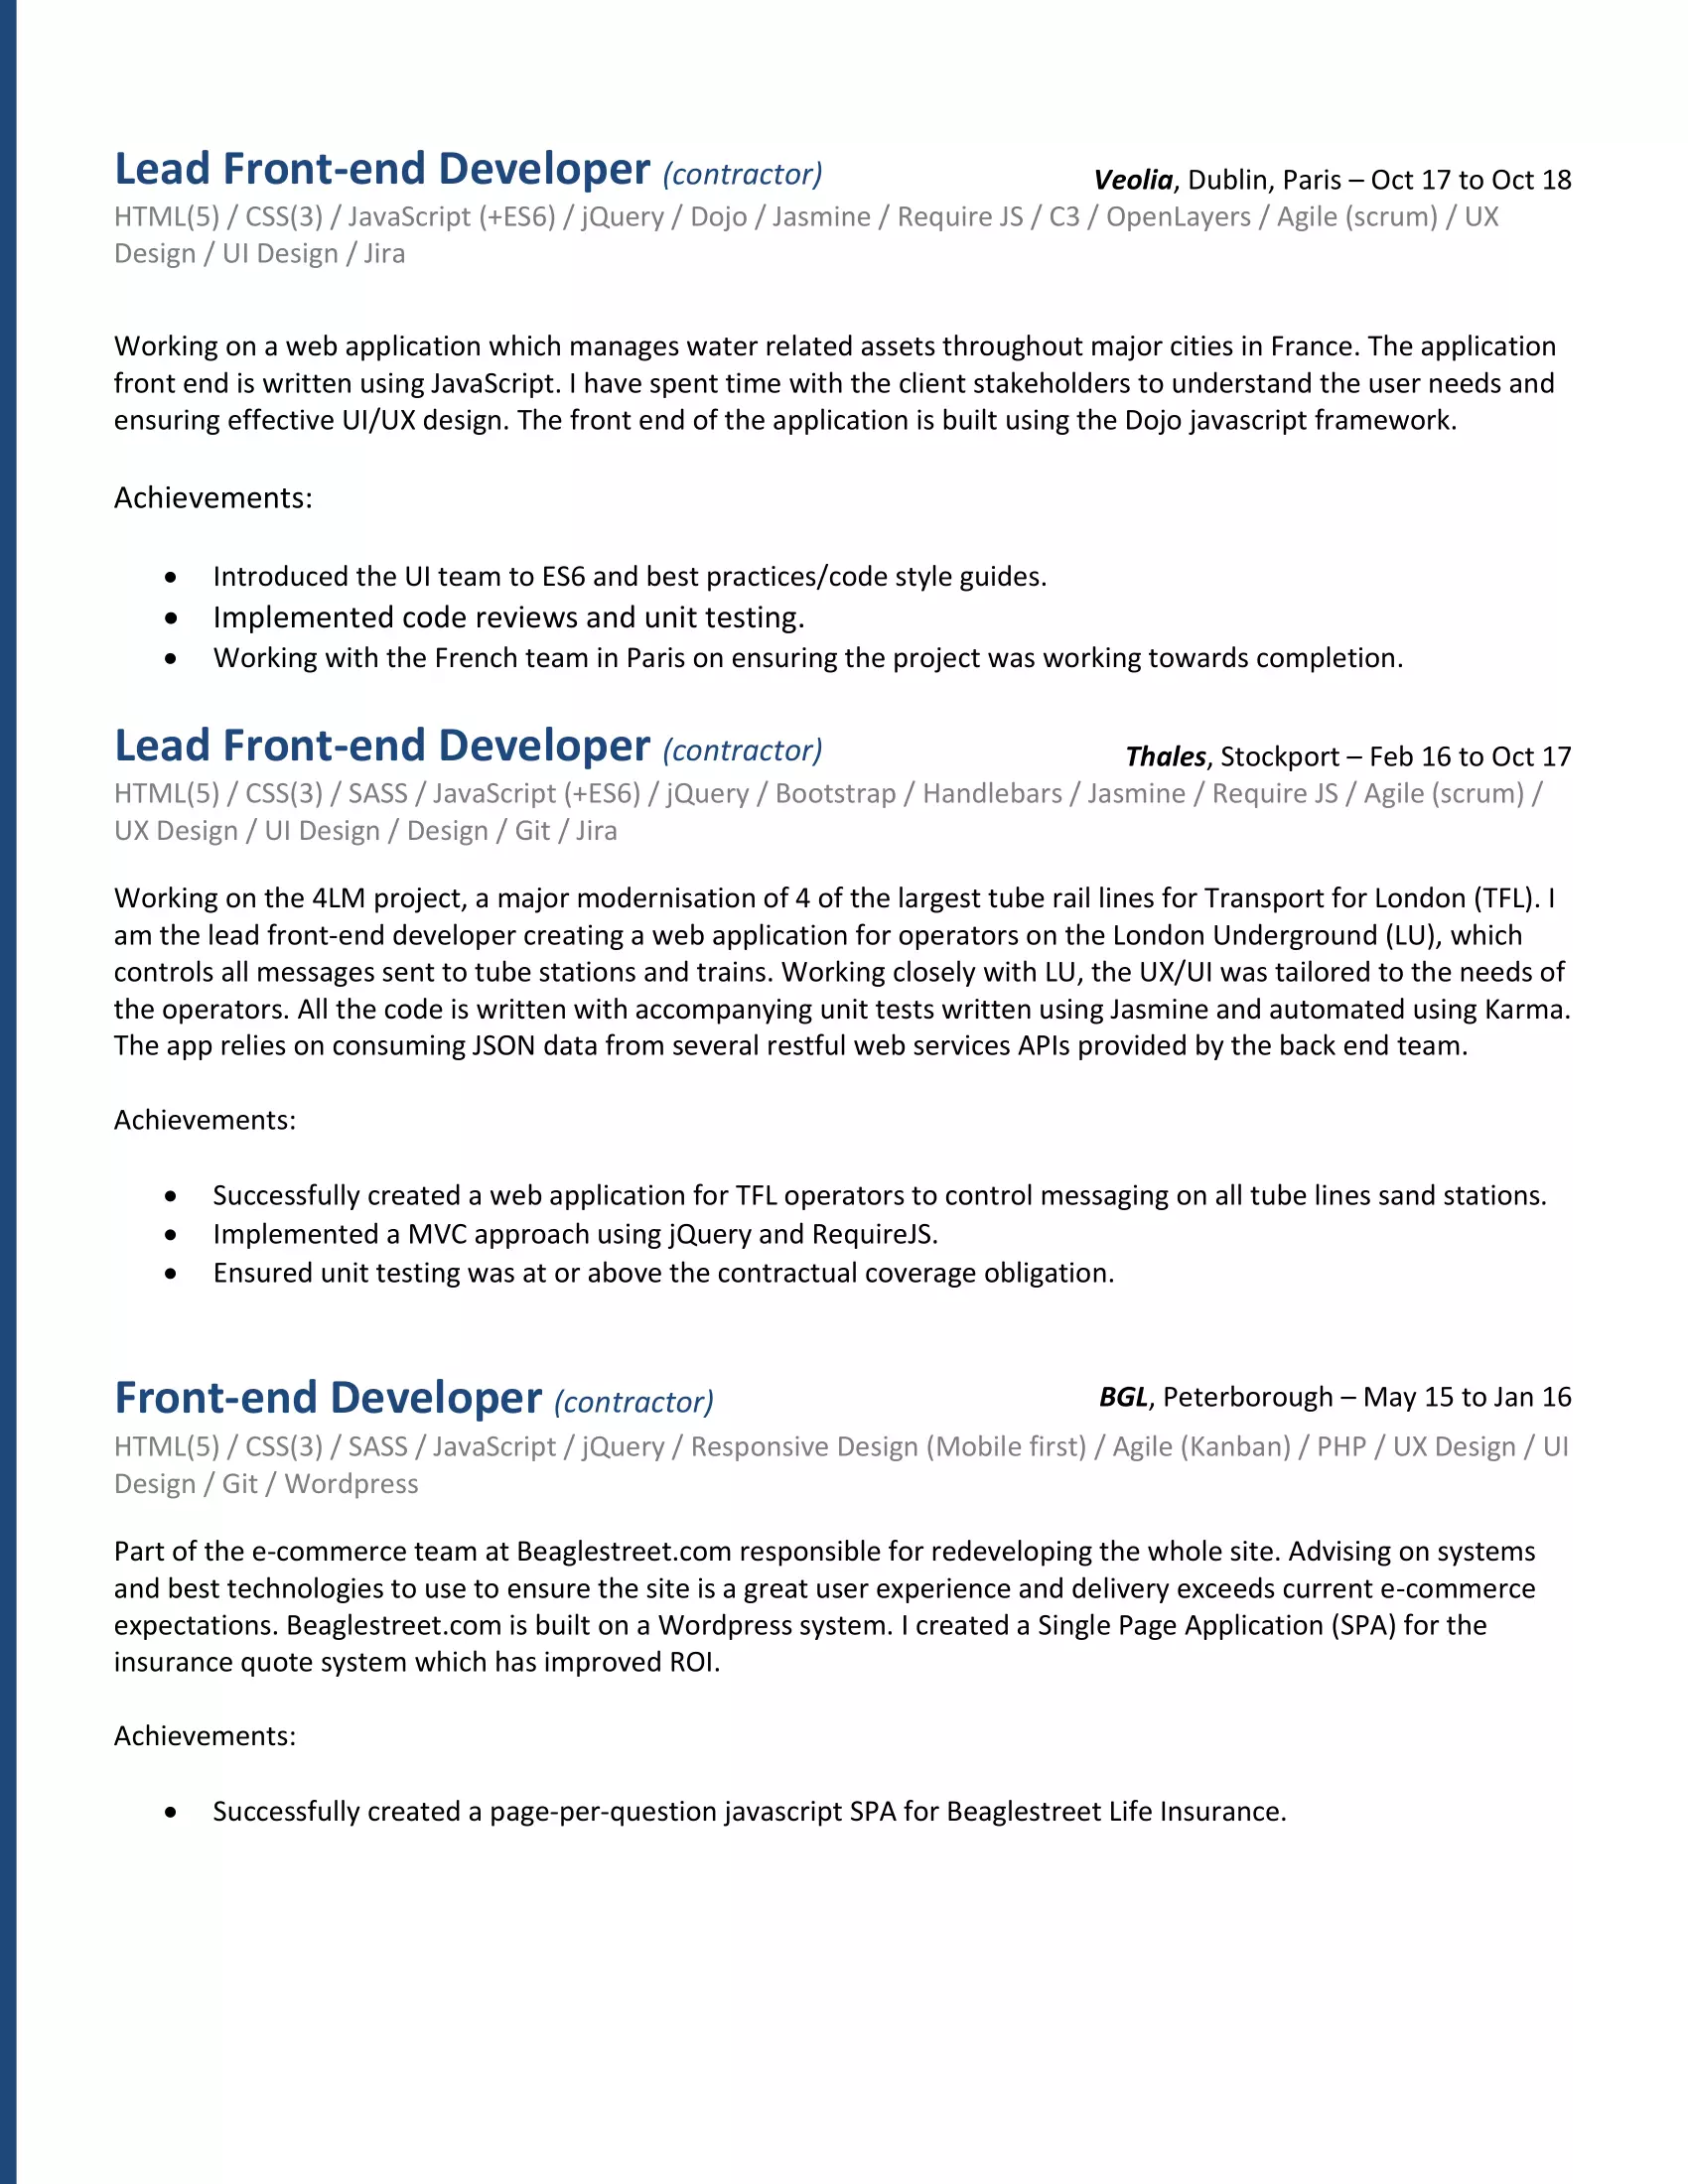 Lead Front-end Developer (contractor) Veolia, Dublin, Paris – Oct 17 to Oct 18
HTML(5) / CSS(3) / JavaScript (+ES6) / jQuery / Dojo / Jasmine / Require JS / C3 / OpenLayers / Agile (scrum) / UX
Design / UI Design / Jira
Working on a web application which manages water related assets throughout major cities in France. The application
front end is written using JavaScript. I have spent time with the client stakeholders to understand the user needs and
ensuring effective UI/UX design. The front end of the application is built using the Dojo javascript framework.
Achievements:
• Introduced the UI team to ES6 and best practices/code style guides.
• Implemented code reviews and unit testing.
• Working with the French team in Paris on ensuring the project was working towards completion.
Lead Front-end Developer (contractor) Thales, Stockport – Feb 16 to Oct 17
HTML(5) / CSS(3) / SASS / JavaScript (+ES6) / jQuery / Bootstrap / Handlebars / Jasmine / Require JS / Agile (scrum) /
UX Design / UI Design / Design / Git / Jira
Working on the 4LM project, a major modernisation of 4 of the largest tube rail lines for Transport for London (TFL). I
am the lead front-end developer creating a web application for operators on the London Underground (LU), which
controls all messages sent to tube stations and trains. Working closely with LU, the UX/UI was tailored to the needs of
the operators. All the code is written with accompanying unit tests written using Jasmine and automated using Karma.
The app relies on consuming JSON data from several restful web services APIs provided by the back end team.
Achievements:
• Successfully created a web application for TFL operators to control messaging on all tube lines sand stations.
• Implemented a MVC approach using jQuery and RequireJS.
• Ensured unit testing was at or above the contractual coverage obligation.
Front-end Developer (contractor) BGL, Peterborough – May 15 to Jan 16
HTML(5) / CSS(3) / SASS / JavaScript / jQuery / Responsive Design (Mobile first) / Agile (Kanban) / PHP / UX Design / UI
Design / Git / Wordpress
Part of the e-commerce team at Beaglestreet.com responsible for redeveloping the whole site. Advising on systems
and best technologies to use to ensure the site is a great user experience and delivery exceeds current e-commerce
expectations. Beaglestreet.com is built on a Wordpress system. I created a Single Page Application (SPA) for the
insurance quote system which has improved ROI.
Achievements:
• Successfully created a page-per-question javascript SPA for Beaglestreet Life Insurance.